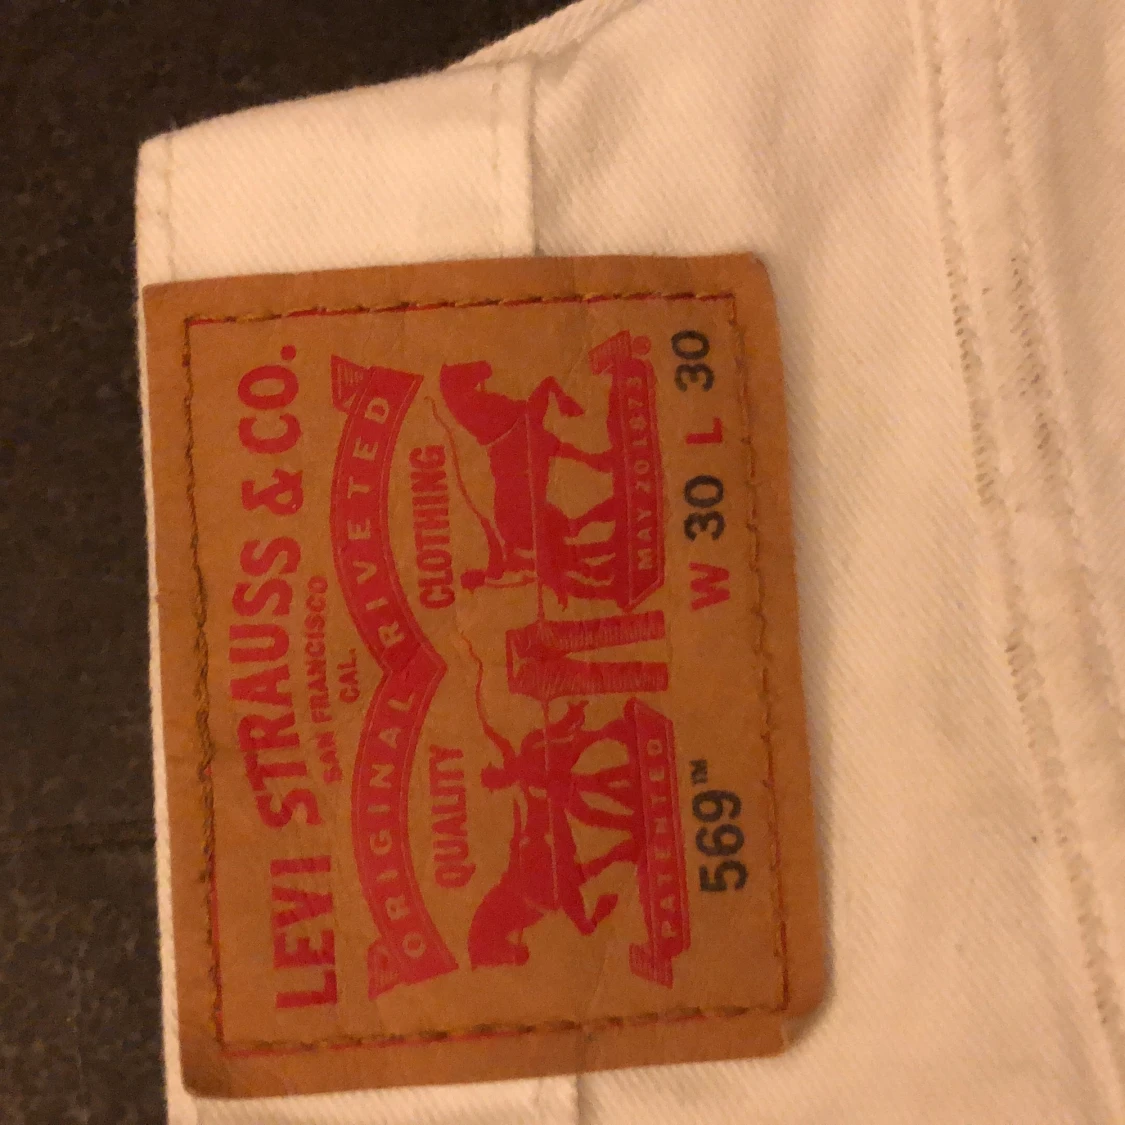 LEVI STRAUSS & CO.
SAN FRANCISCO
CAL.
ORIGINAL RIVETED
QUALITY CLOTHING
PATENTED MAY 20 1873 ®
569™ W 30 L 30